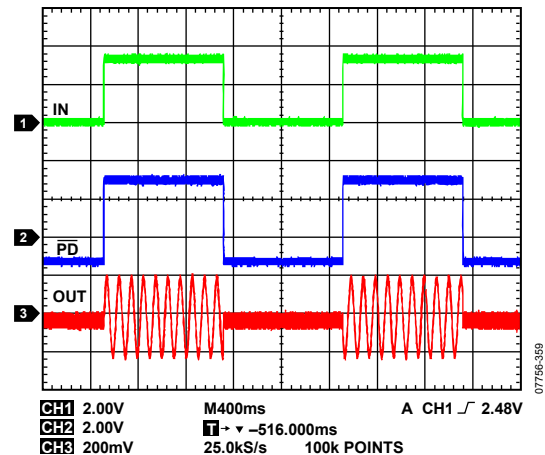 IN
1
2
PD
OUT
3
CH1 2.00V M400ms A CH1 2.48V
CH2 2.00V T → ▼ –516.000ms
CH3 200mV 25.0kS/s 100k POINTS
07756-359